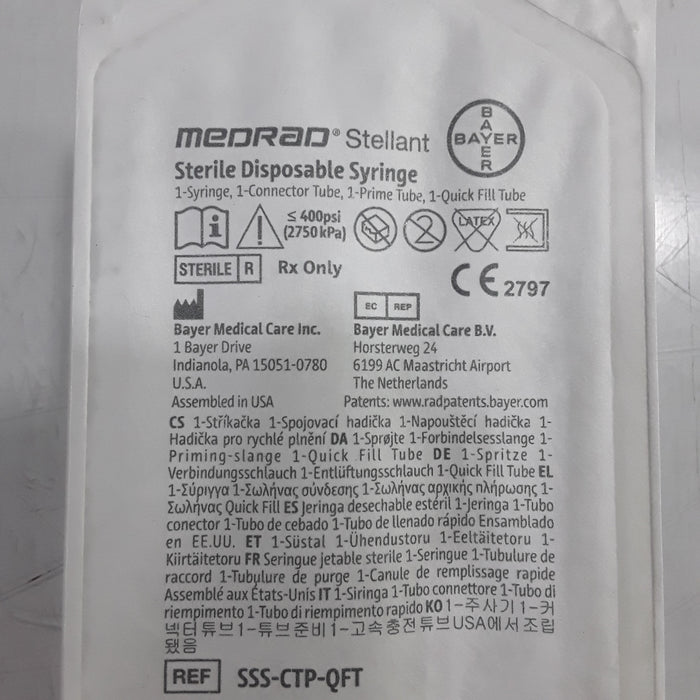 MEDRAD® Stellant
BAYER
BAYER
Sterile Disposable Syringe
1-Syringe, 1-Connector Tube, 1-Prime Tube, 1-Quick Fill Tube
≤ 400psi
(2750 kPa)
2
LATEX
STERILE R
Rx Only
CE 2797
EC REP
Bayer Medical Care Inc.
1 Bayer Drive
Indianola, PA 15051-0780
U.S.A.
Assembled in USA
Bayer Medical Care B.V.
Horsterweg 24
6199 AC Maastricht Airport
The Netherlands
Patents: www.radpatents.bayer.com
CS 1-Stříkačka 1-Spojovací hadička 1-Napouštěcí hadička 1-
Hadička pro rychlé plnění DA 1-Sprøjte 1-Forbindelsesslange 1-
Priming-slange 1-Quick Fill Tube DE 1-Spritze 1-
Verbindungsschlauch 1-Entlüftungsschlauch 1-Quick Fill Tube EL
1-Σύριγγα 1-Σωλήνας σύνδεσης 1-Σωλήνας αρχικής πλήρωσης 1-
Σωλήνας Quick Fill ES Jeringa desechable estéril 1-Jeringa 1-Tubo
conector 1-Tubo de cebado 1-Tubo de llenado rápido Ensamblado
en EE.UU. ET 1-Süstal 1-Ühendustoru 1-Eeltäitetoru 1-
Kiirtäitetoru FR Seringue jetable sterile 1-Seringue 1-Tubulure de
raccord 1-Tubulure de purge 1-Canule de remplissage rapide
Assemblé aux États-Unis IT 1-Siringa 1-Tubo connettore 1-Tubo di
riempimento 1-Tubo di riempimento rapido KO 1-주사기 1-커
넥터 튜브 1-튜브 준비 1-고속 충전 튜브 USA에서 조립
됐음
REF SSS-CTP-QFT